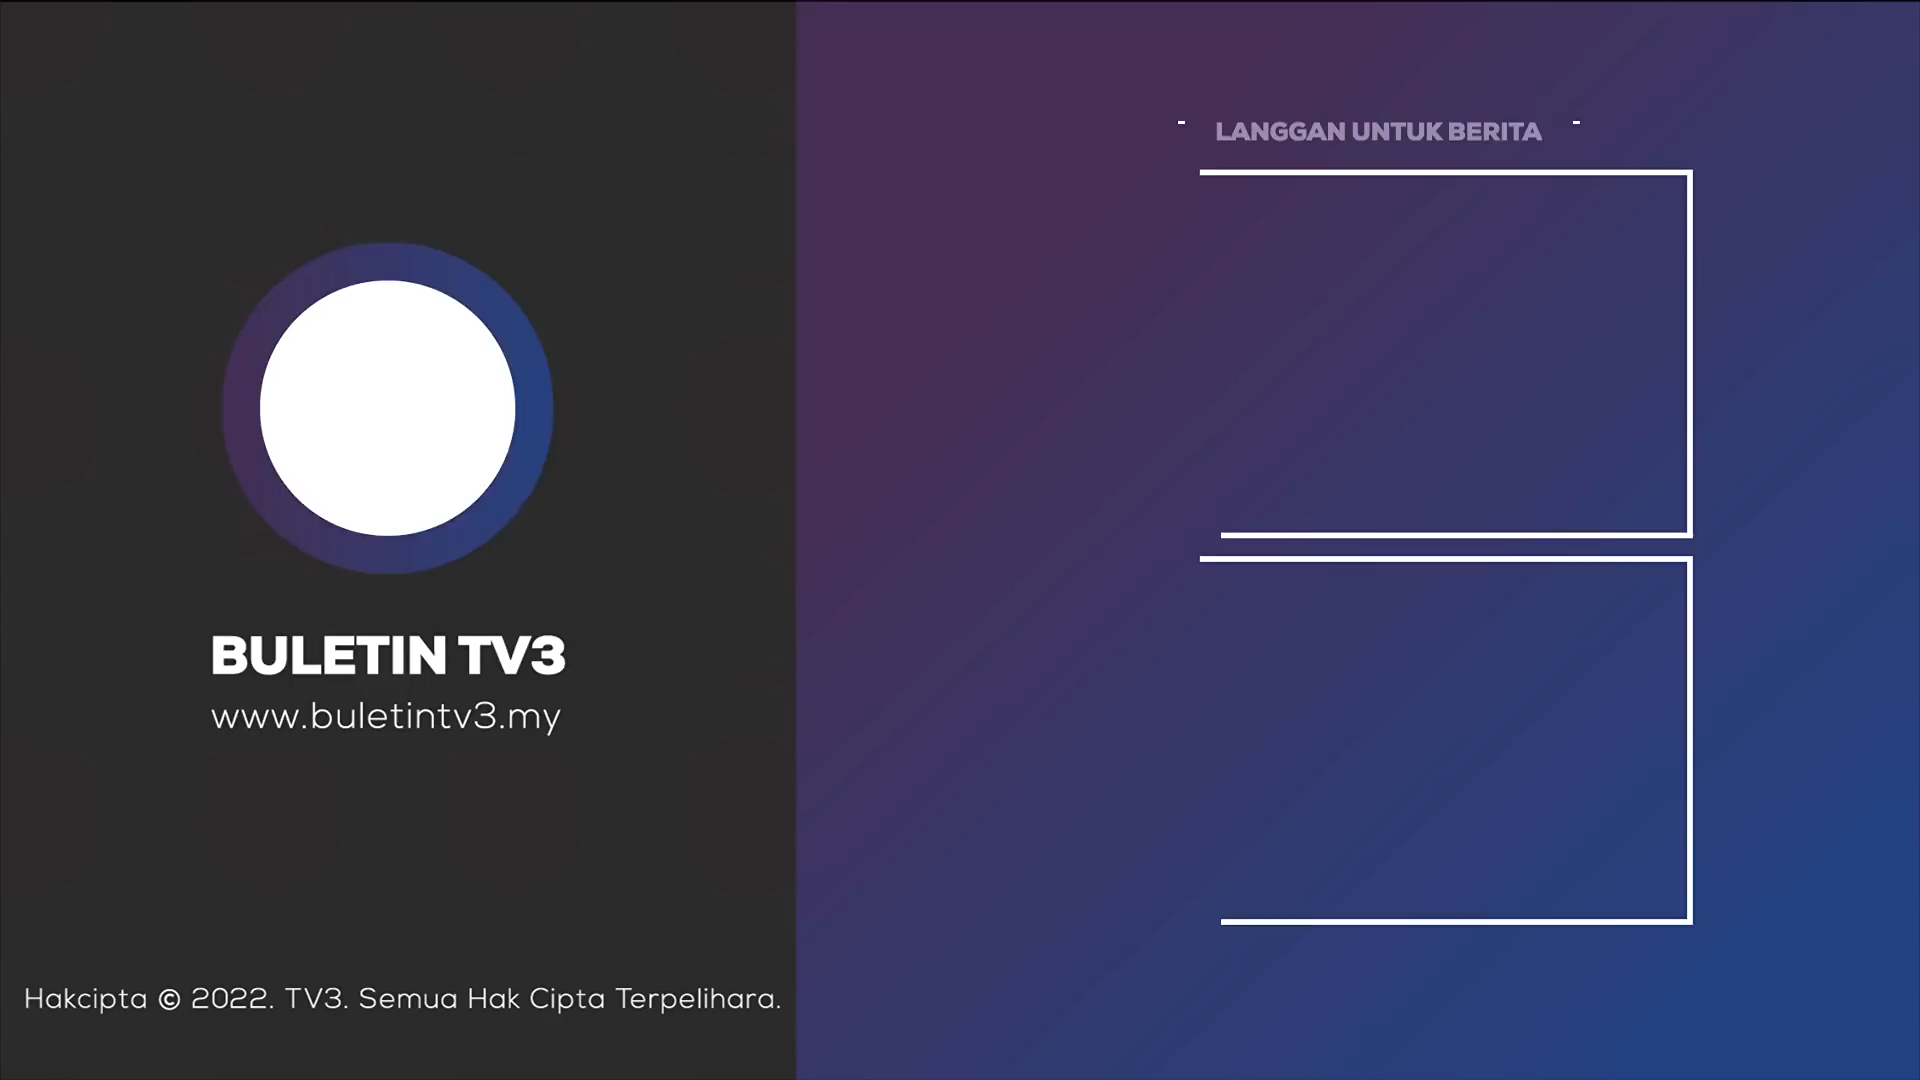 BULETIN TV3
www.buletintv3.my
Hakcipta © 2022. TV3. Semua Hak Cipta Terpelihara.
LANGGAN UNTUK BERITA